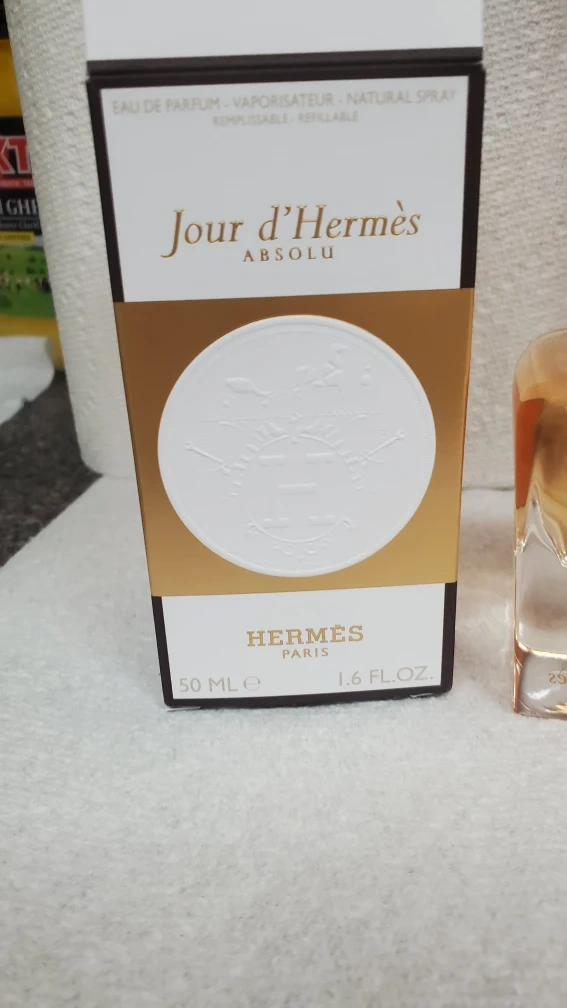 EAU DE PARFUM - VAPORISATEUR - NATURAL SPRAY
REMPLISSABLE - REFILLABLE
Jour d'Hermès
ABSOLU
HERMÈS
PARIS
50 ML ℮ 1.6 FL.OZ.